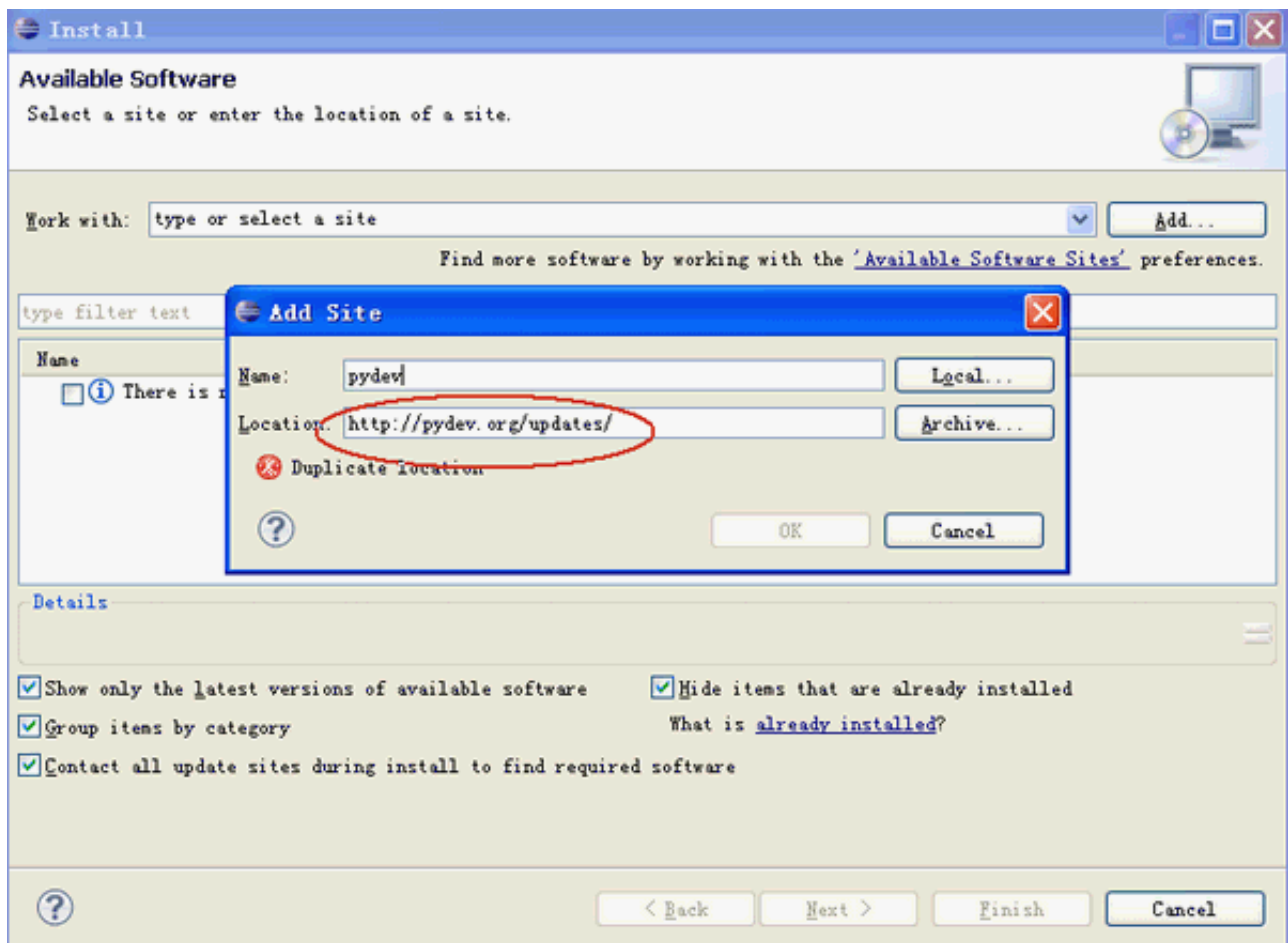 Install
Available Software
Select a site or enter the location of a site.
Work with: type or select a site Add...
Find more software by working with the 'Available Software Sites' preferences.
type filter text
Add Site
Name
Name: pydev Local...
There is
Location: http://pydev.org/updates/ Archive...
Duplicate location
? OK Cancel
Details
Show only the latest versions of available software Hide items that are already installed
Group items by category What is already installed?
Contact all update sites during install to find required software
? < Back Next > Finish Cancel